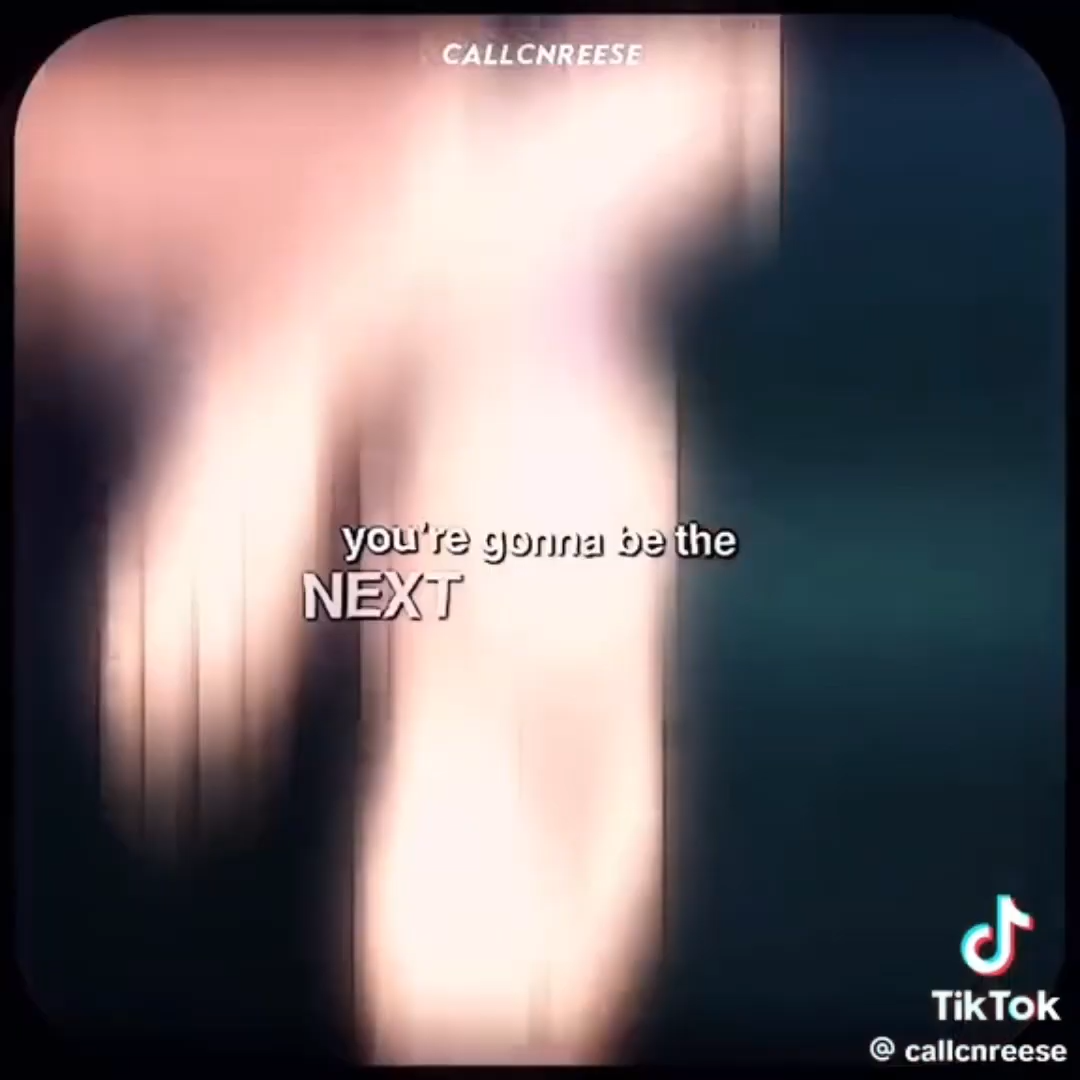 CALLCNREESE
you're gonna be the
NEXT
TikTok
@ callcnreese